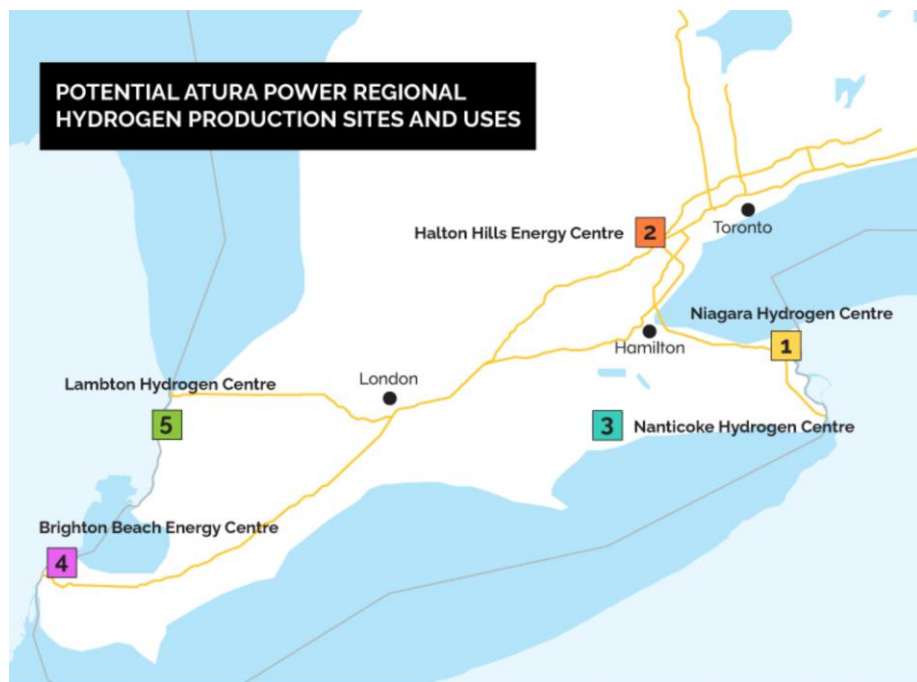 POTENTIAL ATURA POWER REGIONAL
HYDROGEN PRODUCTION SITES AND USES
Halton Hills Energy Centre
2
Toronto
Niagara Hydrogen Centre
1
Hamilton
Lambton Hydrogen Centre
London
5
3
Nanticoke Hydrogen Centre
Brighton Beach Energy Centre
4